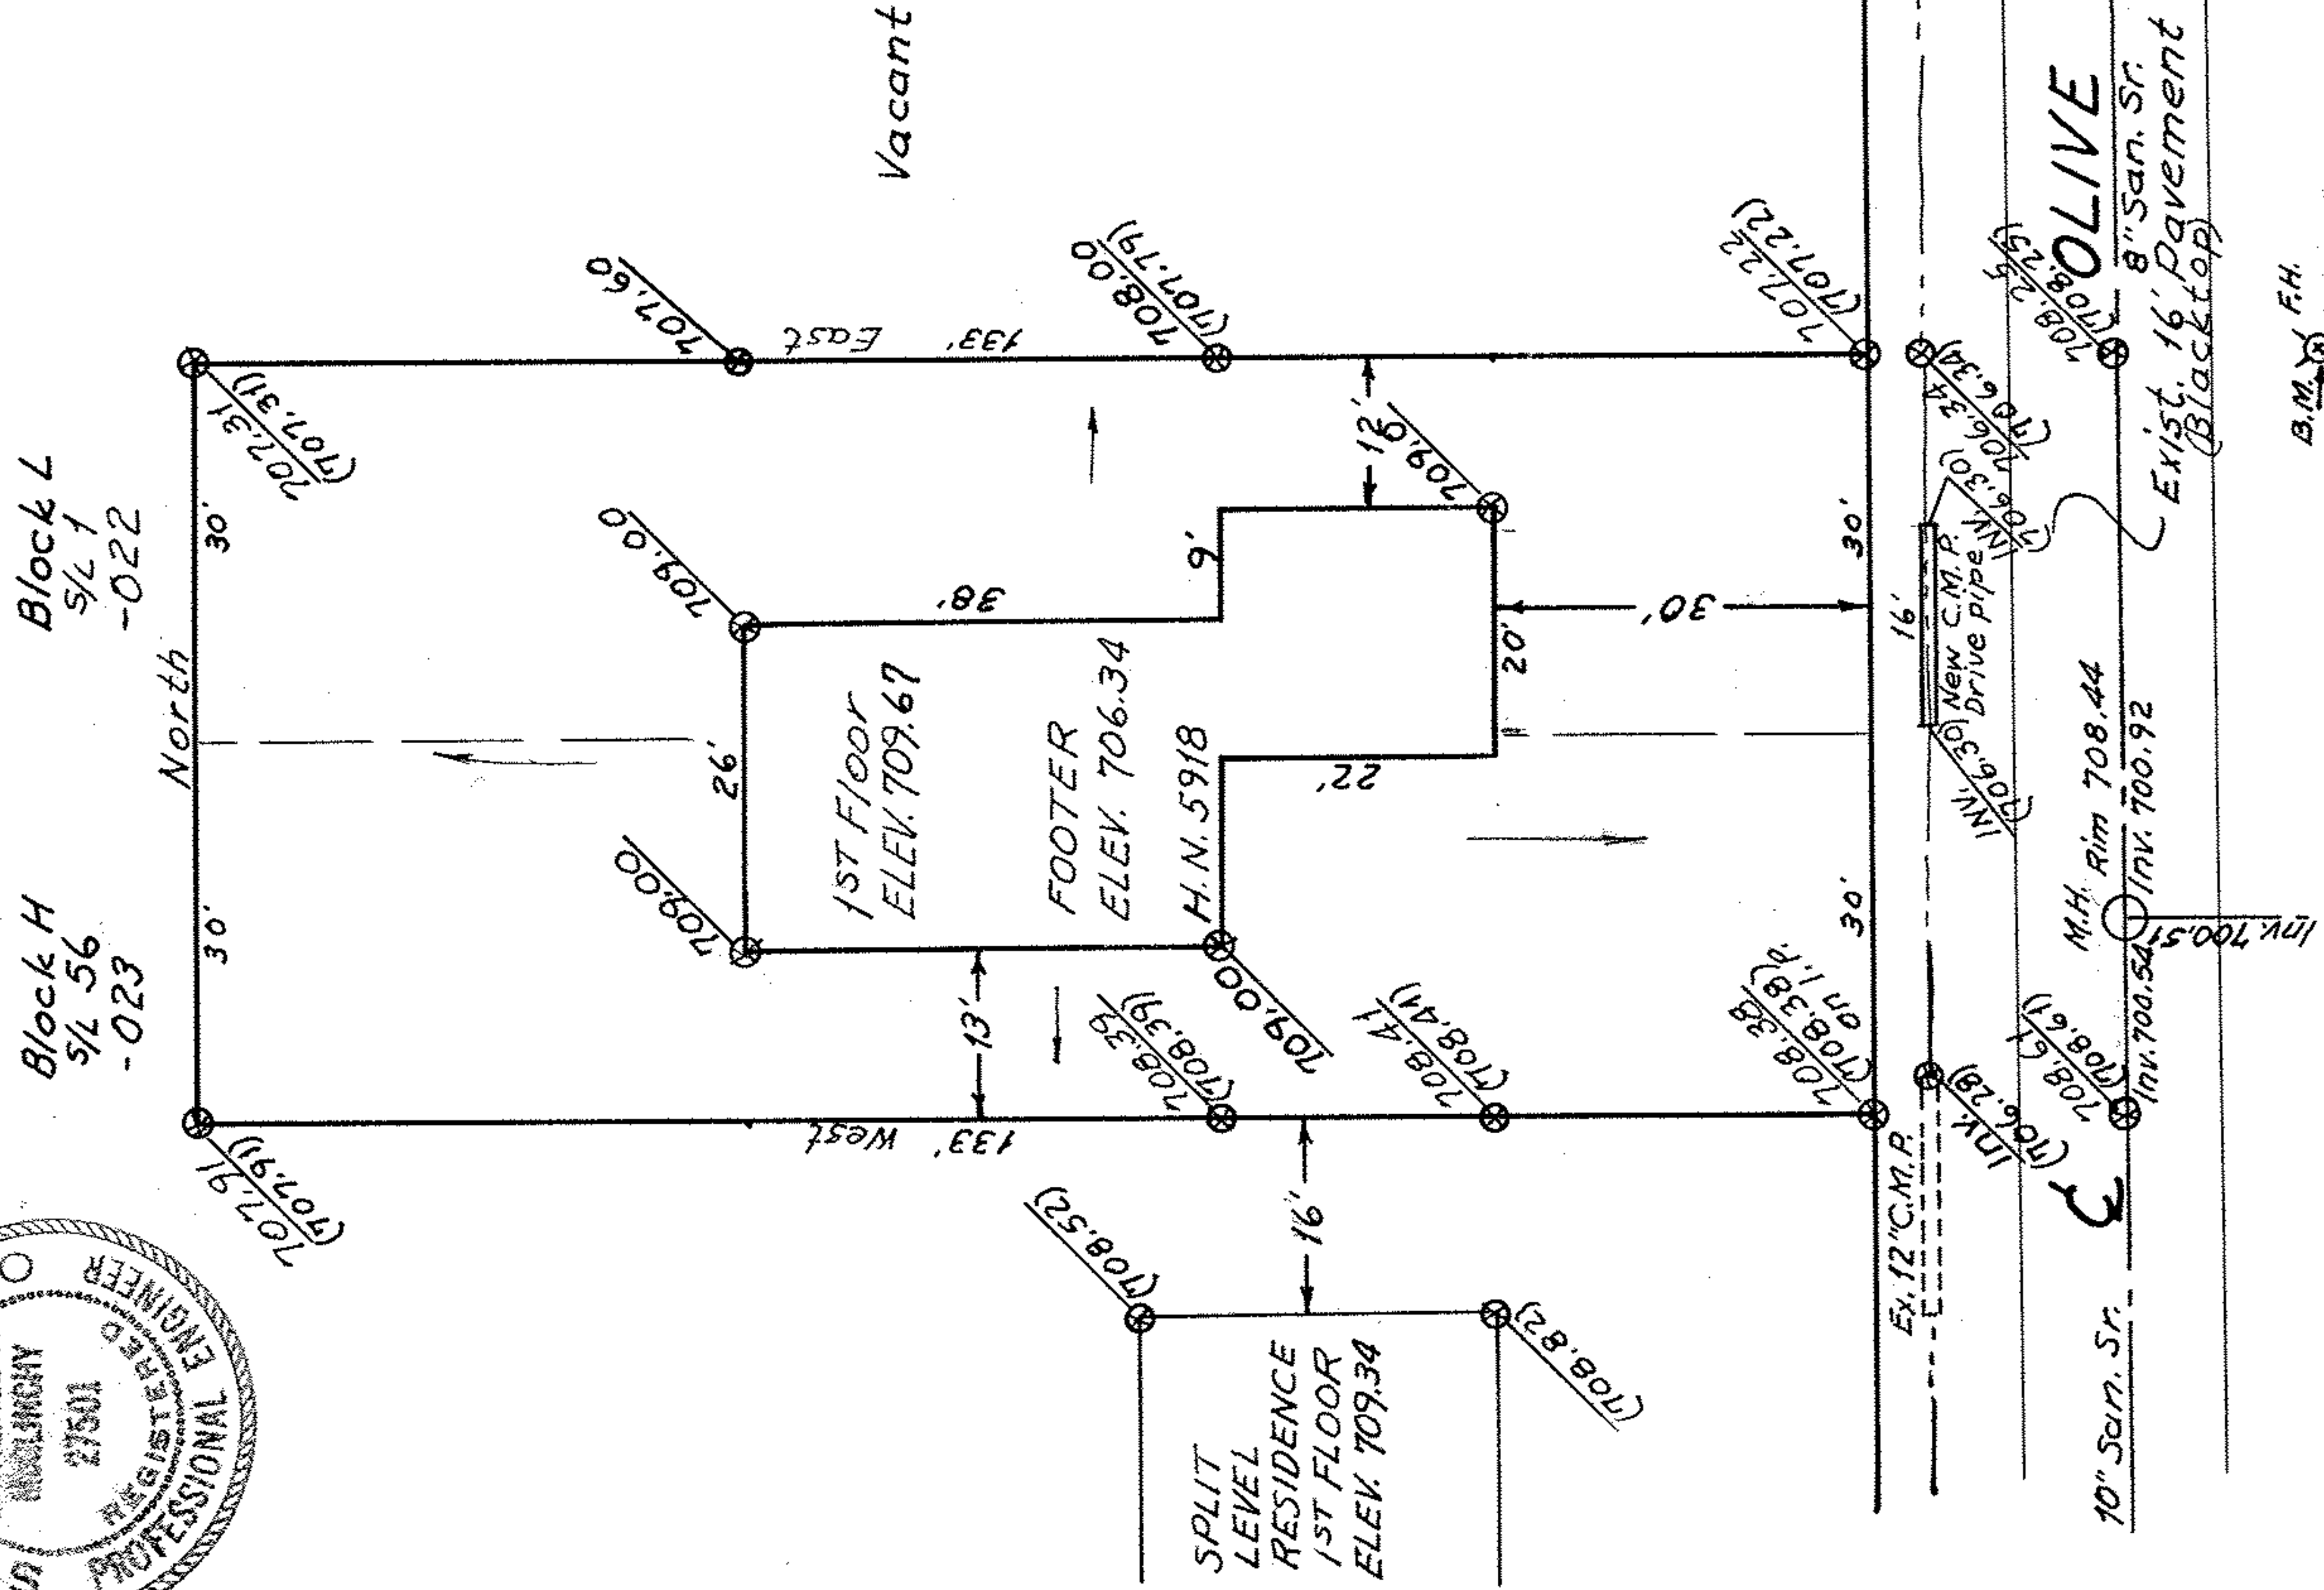 Block H
S/L 56
-023
Block L
S/L 1
-022
North
30'
30'
707.91
(707.91)
707.31
(707.31)
PROFESSIONAL ENGINEER
REGISTERED
27501
709.00
709.00
26'
707.60
East
133'
Vacant
1ST Floor
ELEV. 709.67
38'
13'
FOOTER
ELEV. 706.34
708.00
(707.79)
West
133'
708.39
(708.39)
709.00
H.N. 5918
9'
22'
12'
709.0
(708.52)
16'
708.41
(708.41)
20'
30'
SPLIT
LEVEL
RESIDENCE
1ST FLOOR
ELEV. 709.34
(708.82)
708.38
(708.38)
on I.P.
30'
30'
707.22
(707.22)
Ex. 12" C.M.P.
INV.
(706.28)
16'
New C.M.P.
Drive pipe
INV.
(706.30)
INV.
(706.30)
706.34
(706.34)
10" San. Sr.
708.61
(708.61)
M.H. Rim 708.44
Inv. 700.54
Inv. 700.92
Inv. 700.51
OLIVE
708.25
(708.25)
8" San. Sr.
Exist. 16' Pavement
(Blacktop)
B.M.
F.H.